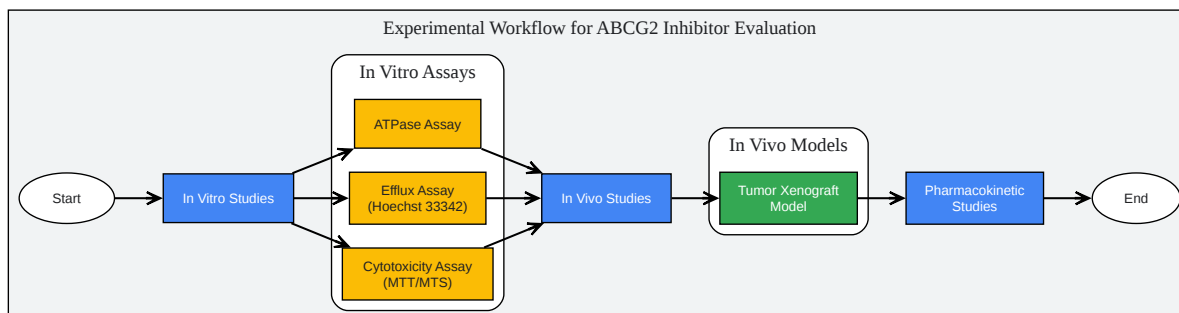 Experimental Workflow for ABCG2 Inhibitor Evaluation
In Vitro Assays
ATPase Assay
In Vivo Models
Start
In Vitro Studies
Efflux Assay
(Hoechst 33342)
In Vivo Studies
Tumor Xenograft
Model
Pharmacokinetic
Studies
End
Cytotoxicity Assay
(MTT/MTS)